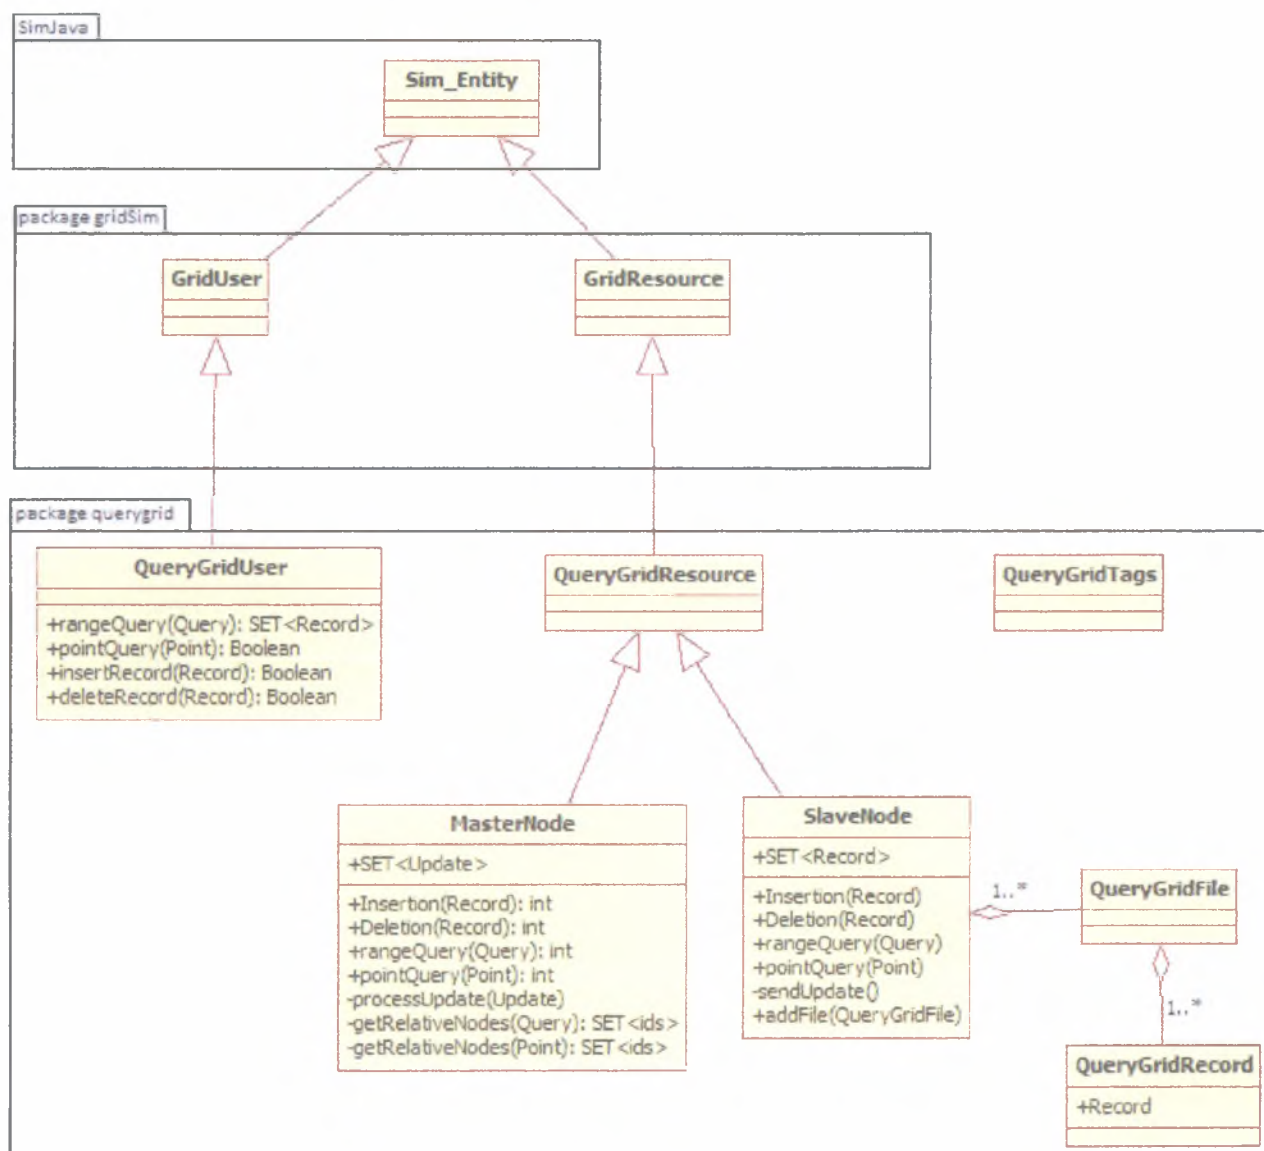 SimJava
Sim_Entity
package gridSim
GridUser
GridResource
package querygrid
QueryGridUser
+rangeQuery(Query): SET<Record>
+pointQuery(Point): Boolean
+insertRecord(Record): Boolean
+deleteRecord(Record): Boolean
QueryGridResource
QueryGridTags
MasterNode
+SET<Update>
+Insertion(Record): int
+Deletion(Record): int
+rangeQuery(Query): int
+pointQuery(Point): int
-processUpdate(Update)
-getRelativeNodes(Query): SET<ids>
-getRelativeNodes(Point): SET<ids>
SlaveNode
+SET<Record>
+Insertion(Record)
+Deletion(Record)
+rangeQuery(Query)
+pointQuery(Point)
-sendUpdate()
+addFile(QueryGridFile)
1..*
QueryGridFile
1..*
QueryGridRecord
+Record